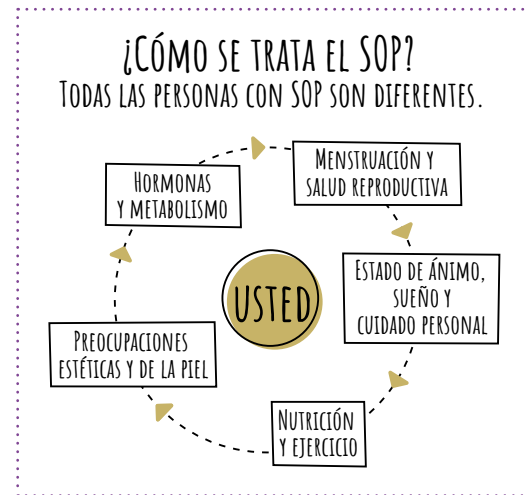 ¿Cómo se trata el SOP?
Todas las personas con SOP son diferentes.
Menstruación y
salud reproductiva
Hormonas
y metabolismo
Estado de ánimo,
sueño y
cuidado personal
USTED
Preocupaciones
estéticas y de la piel
Nutrición
y ejercicio